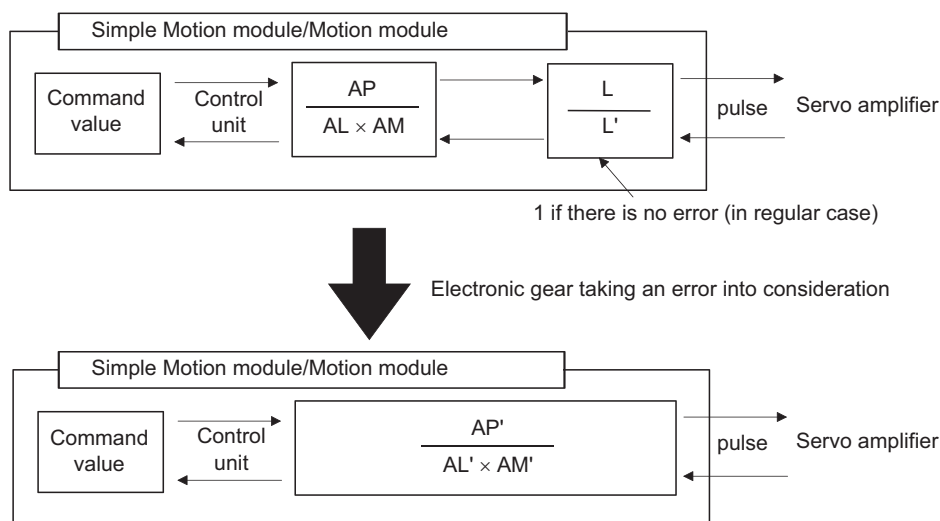 Simple Motion module/Motion module
Command
value
Control
unit
AP
AL × AM
L
L'
pulse
Servo amplifier
1 if there is no error (in regular case)
Electronic gear taking an error into consideration
Simple Motion module/Motion module
Command
value
Control
unit
AP'
AL' × AM'
pulse
Servo amplifier